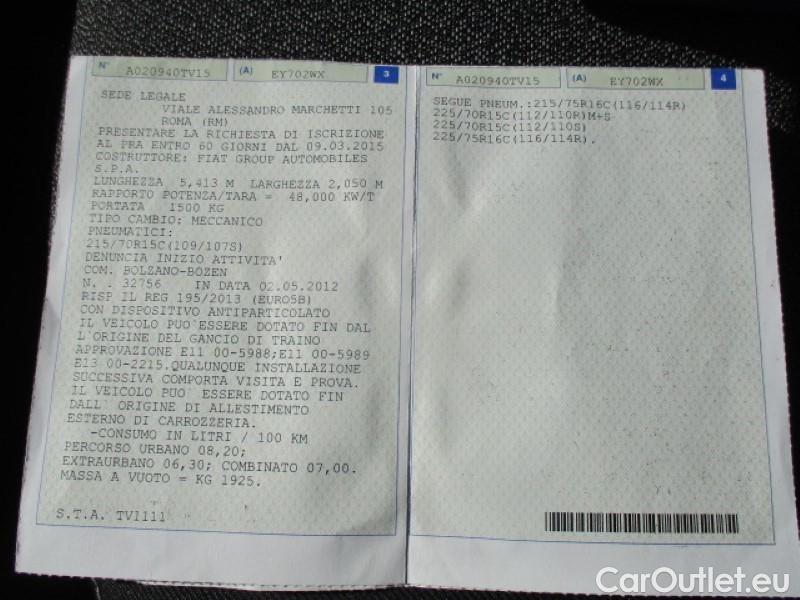 N° A020940TV15 (A) EY702WX 3
SEDE LEGALE
VIALE ALESSANDRO MARCHETTI 105
ROMA (RM)
PRESENTARE LA RICHIESTA DI ISCRIZIONE
AL PRA ENTRO 60 GIORNI DAL 09.03.2015
COSTRUTTORE: FIAT GROUP AUTOMOBILES
S.P.A.
LUNGHEZZA 5,413 M LARGHEZZA 2,050 M
RAPPORTO POTENZA/TARA = 48,000 KW/T
PORTATA 1500 KG
TIPO CAMBIO: MECCANICO
PNEUMATICI:
215/70R15C(109/107S)
DENUNCIA INIZIO ATTIVITA'
COM. BOLZANO-BOZEN
N. . 32756 IN DATA 02.05.2012
RISP IL REG 195/2013 (EURO5B)
CON DISPOSITIVO ANTIPARTICOLATO
IL VEICOLO PUO`ESSERE DOTATO FIN DAL
L`ORIGINE DEL GANCIO DI TRAINO
APPROVAZIONE E11 00-5988;E11 00-5989
E13 00-2215.QUALUNQUE INSTALLAZIONE
SUCCESSIVA COMPORTA VISITA E PROVA.
IL VEICOLO PUO` ESSERE DOTATO FIN
DALL` ORIGINE DI ALLESTIMENTO
ESTERNO DI CARROZZERIA.
-CONSUMO IN LITRI / 100 KM
PERCORSO URBANO 08,20;
EXTRAURBANO 06,30; COMBINATO 07,00.
MASSA A VUOTO = KG 1925.
S.T.A. TV1111
N° A020940TV15 (A) EY702WX 4
SEGUE PNEUM.:215/75R16C(116/114R)
225/70R15C(112/110R)M+S
225/70R15C(112/110S)
225/75R16C(116/114R).
CarOutlet.eu